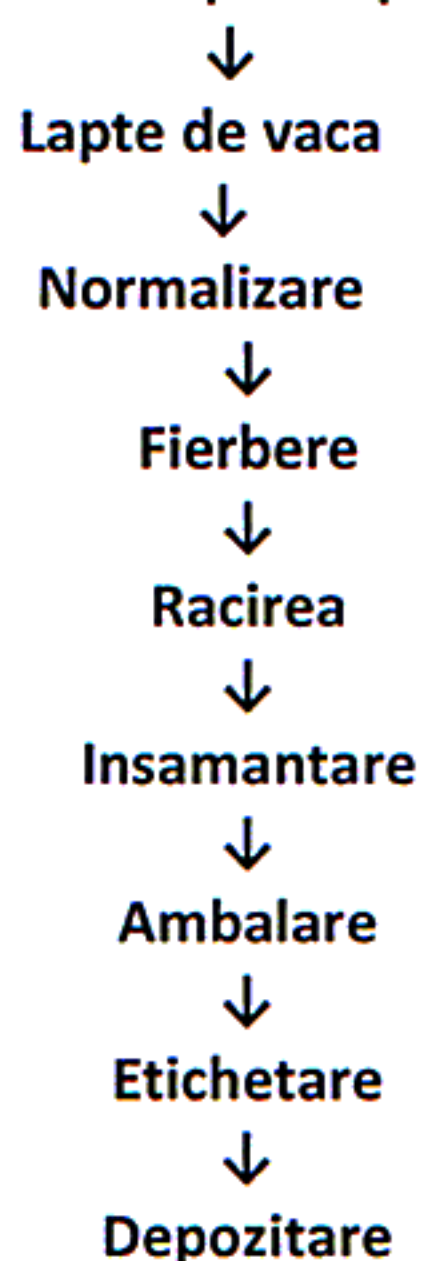 ↓
Lapte de vaca
↓
Normalizare
↓
Fierbere
↓
Racirea
↓
Insamantare
↓
Ambalare
↓
Etichetare
↓
Depozitare